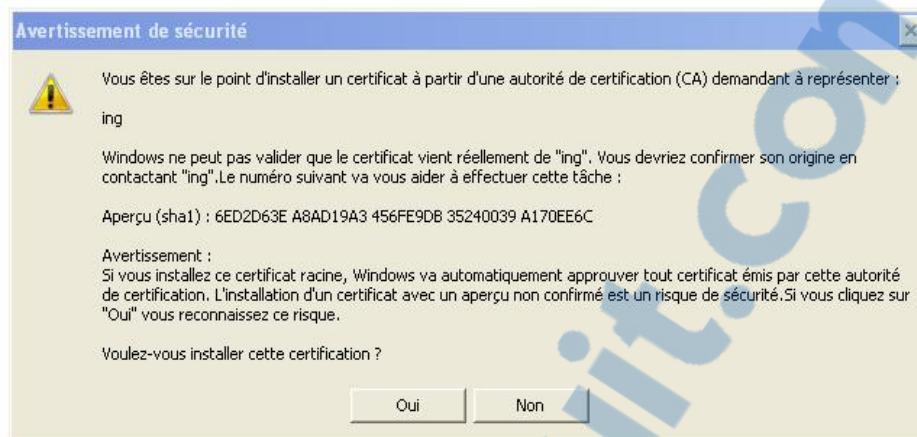 Avertissement de sécurité
Vous êtes sur le point d'installer un certificat à partir d'une autorité de certification (CA) demandant à représenter :
ing
Windows ne peut pas valider que le certificat vient réellement de "ing". Vous devriez confirmer son origine en
contactant "ing".Le numéro suivant va vous aider à effectuer cette tâche :
Aperçu (sha1) : 6ED2D63E A8AD19A3 456FE9DB 35240039 A170EE6C
Avertissement :
Si vous installez ce certificat racine, Windows va automatiquement approuver tout certificat émis par cette autorité
de certification. L'installation d'un certificat avec un aperçu non confirmé est un risque de sécurité.Si vous cliquez sur
"Oui" vous reconnaissez ce risque.
Voulez-vous installer cette certification ?
Oui
Non
it.com